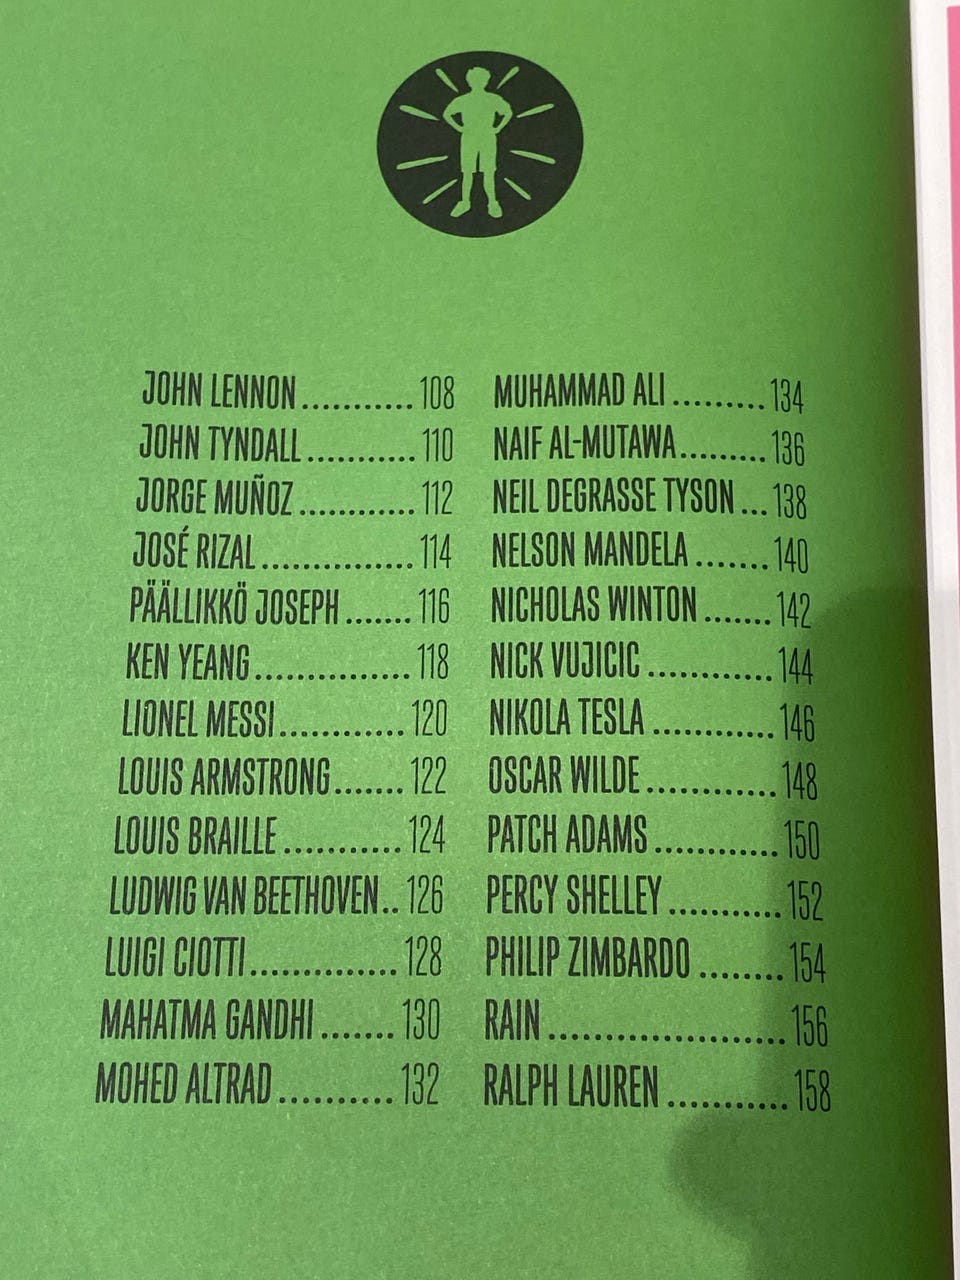 JOHN LENNON...........108
JOHN TYNDALL...........110
JORGE MUÑOZ...........112
JOSÉ RIZAL...............114
PÄÄLLIKKÖ JOSEPH.......116
KEN YEANG...............118
LIONEL MESSI............120
LOUIS ARMSTRONG.......122
LOUIS BRAILLE...........124
LUDWIG VAN BEETHOVEN..126
LUIGI CIOTTI..............128
MAHATMA GANDHI.......130
MOHED ALTRAD..........132
MUHAMMAD ALI.........134
NAIF AL-MUTAWA.........136
NEIL DEGRASSE TYSON...138
NELSON MANDELA.......140
NICHOLAS WINTON.......142
NICK VUJICIC............144
NIKOLA TESLA............146
OSCAR WILDE............148
PATCH ADAMS............150
PERCY SHELLEY...........152
PHILIP ZIMBARDO........154
RAIN.....................156
RALPH LAUREN...........158